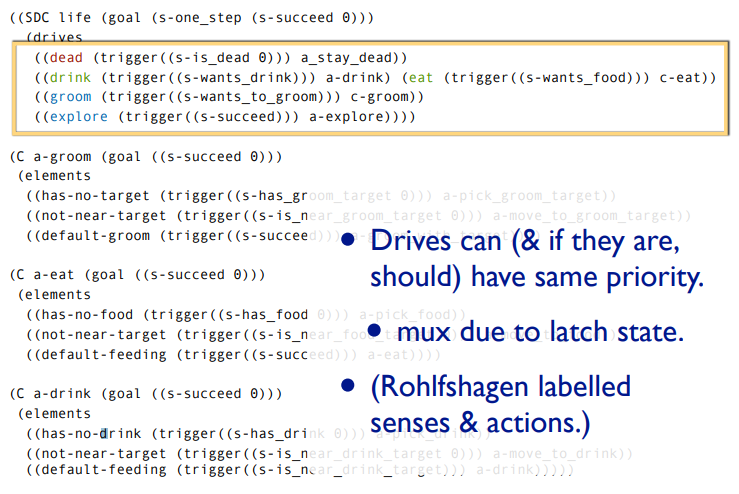 ((SDC life (goal (s-one_step (s-succeed 0)))
(drives
((dead (trigger((s-is_dead 0))) a_stay_dead))
((drink (trigger((s-wants_drink))) a-drink) (eat (trigger((s-wants_food))) c-eat))
((groom (trigger((s-wants_to_groom))) c-groom))
((explore (trigger((s-succeed))) a-explore))))
(C a-groom (goal ((s-succeed 0)))
(elements
((has-no-target (trigger((s-has_groom_target 0))) a-pick_groom_target))
((not-near-target (trigger((s-is_near_groom_target 0))) a-move_to_groom_target))
((default-groom (trigger((s-succeed)))
(C a-eat (goal ((s-succeed 0)))
(elements
((has-no-food (trigger((s-has_food 0))) a-pick_food))
((not-near-target (trigger((s-is_near_food_target 0)))
((default-feeding (trigger((s-succeed))) a-eat))))
(C a-drink (goal ((s-succeed 0)))
(elements
((has-no-drink (trigger((s-has_drink 0))) a-pick_drink))
((not-near-target (trigger((s-is_near_drink_target 0))) a-move_to_drink))
((default-feeding (trigger((s-is_near_drink_target))) a-drink)))))
• Drives can (& if they are,
should) have same priority.
• mux due to latch state.
• (Rohlfshagen labelled
senses & actions.)